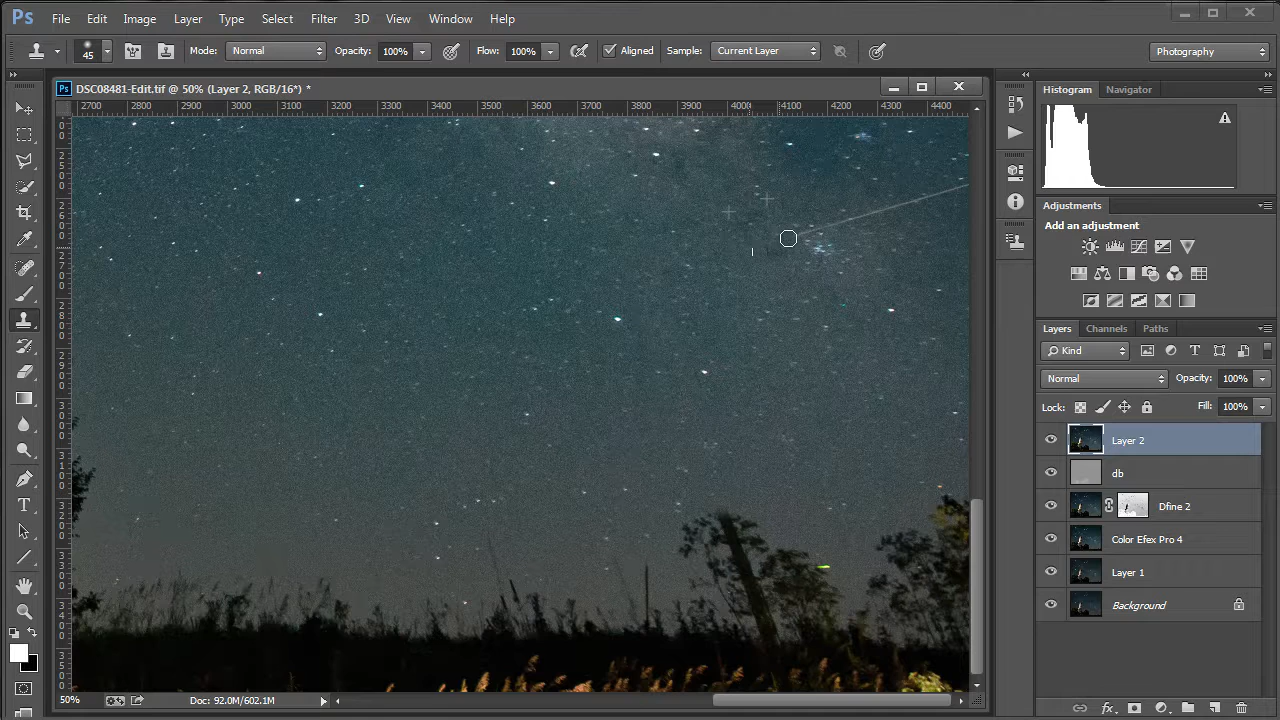 Ps File Edit Image Layer Type Select Filter 3D View Window Help
45 Mode: Normal Opacity: 100% Flow: 100% Aligned Sample: Current Layer Photography
Ps DSC08481-Edit.tif @ 50% (Layer 2, RGB/16*) *
2700 2800 2900 3000 3100 3200 3300 3400 3500 3600 3700 3800 3900 4000 4100 4200 4300 4400
Histogram Navigator
Adjustments
Add an adjustment
Layers Channels Paths
Kind
Normal Opacity: 100%
Lock: Fill: 100%
Layer 2
db
Dfine 2
Color Efex Pro 4
Layer 1
Background
50% Doc: 92.0M/602.1M
fx